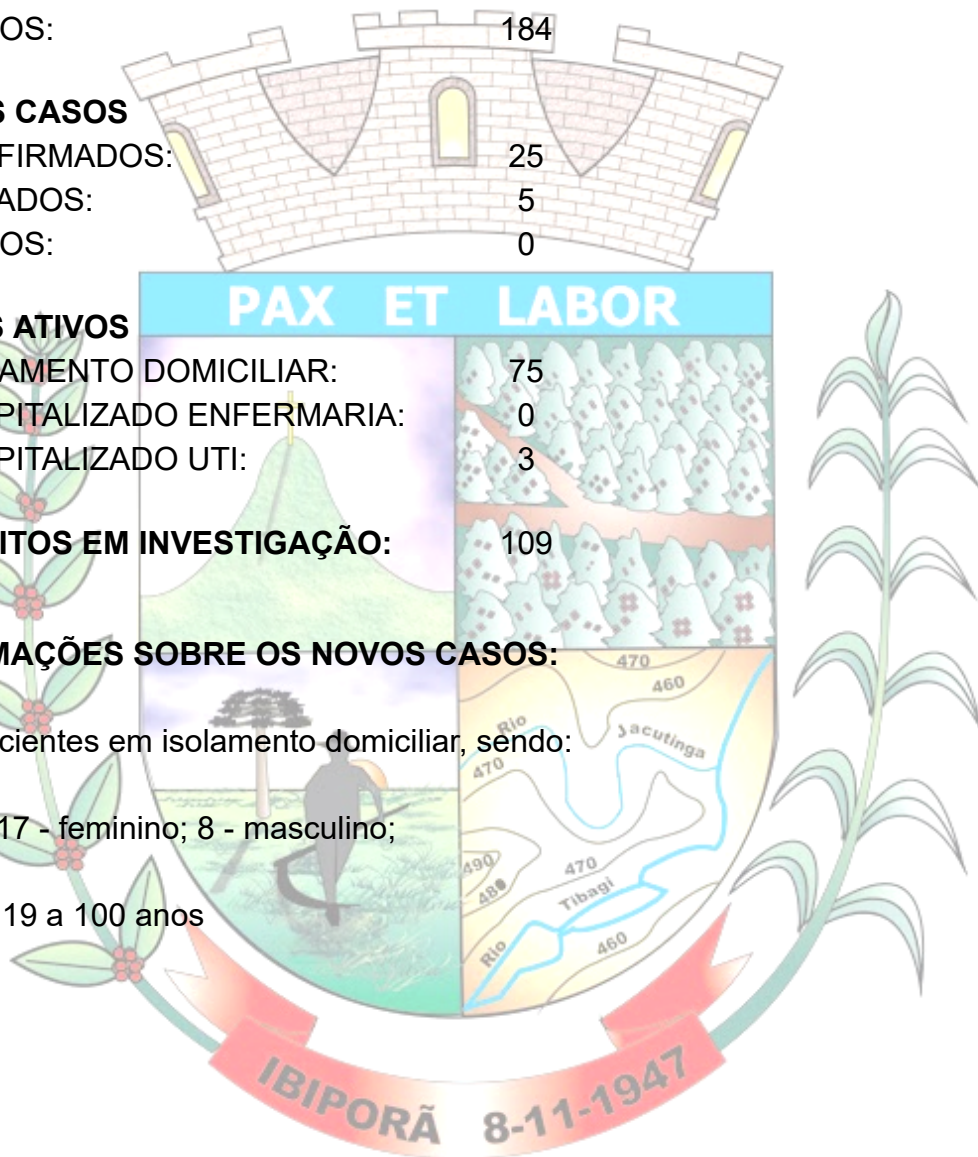 OS: 184
S CASOS
FIRMADOS: 25
ADOS: 5
OS: 0
PAX ET LABOR
S ATIVOS
AMENTO DOMICILIAR: 75
PITALIZADO ENFERMARIA: 0
PITALIZADO UTI: 3
ITOS EM INVESTIGAÇÃO: 109
MAÇÕES SOBRE OS NOVOS CASOS:
470
460
Rio Jacutinga
cientes em isolamento domiciliar, sendo:
470
17 - feminino; 8 - masculino;
490
470
480
Rio Tibagi
19 a 100 anos
460
IBIPORÃ 8-11-1947